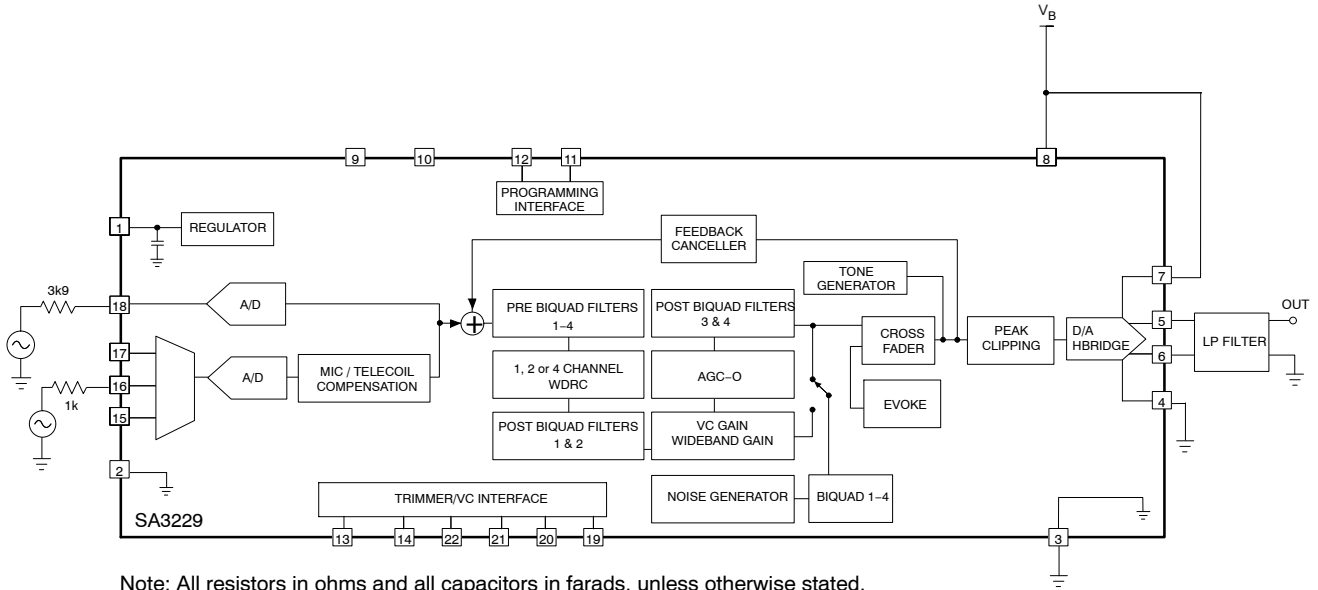 VB
9
10
12
11
8
PROGRAMMING
INTERFACE
1
REGULATOR
FEEDBACK
CANCELLER
TONE
GENERATOR
7
3k9
18
A/D
PRE BIQUAD FILTERS
1–4
POST BIQUAD FILTERS
3 & 4
CROSS
FADER
PEAK
CLIPPING
D/A
HBRIDGE
5
6
LP FILTER
OUT
17
16
15
1k
A/D
MIC / TELECOIL
COMPENSATION
1, 2 or 4 CHANNEL
WDRC
AGC–O
EVOKE
4
POST BIQUAD FILTERS
1 & 2
VC GAIN
WIDEBAND GAIN
2
TRIMMER/VC INTERFACE
NOISE GENERATOR
BIQUAD 1–4
SA3229
13
14
22
21
20
19
3
Note: All resistors in ohms and all capacitors in farads, unless otherwise stated.